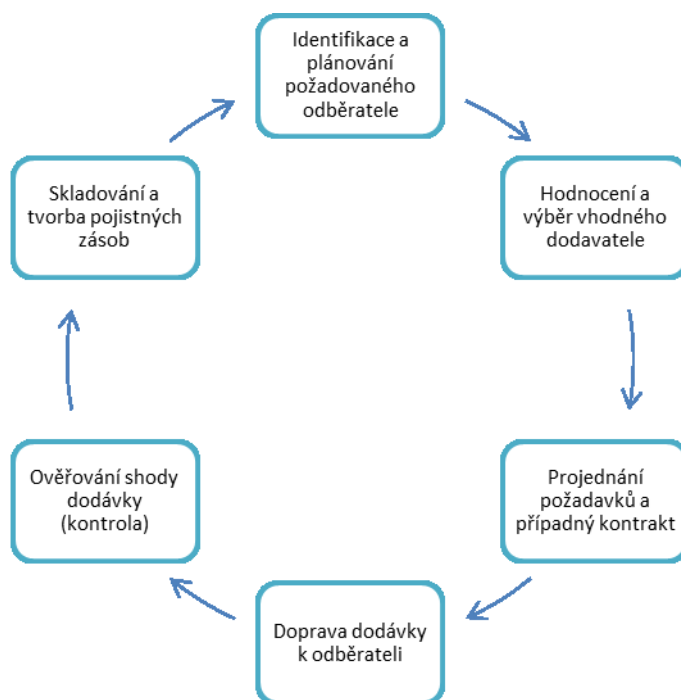 Identifikace a
plánování
požadovaného
odběratele
Hodnocení a
výběr vhodného
dodavatele
Projednání
požadavků a
případný kontrakt
Doprava dodávky
k odběrateli
Ověřování shody
dodávky
(kontrola)
Skladování a
tvorba pojistných
zásob